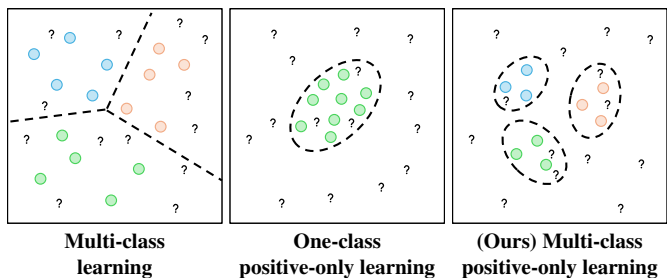 Multi-class
learning
One-class
positive-only learning
(Ours) Multi-class
positive-only learning